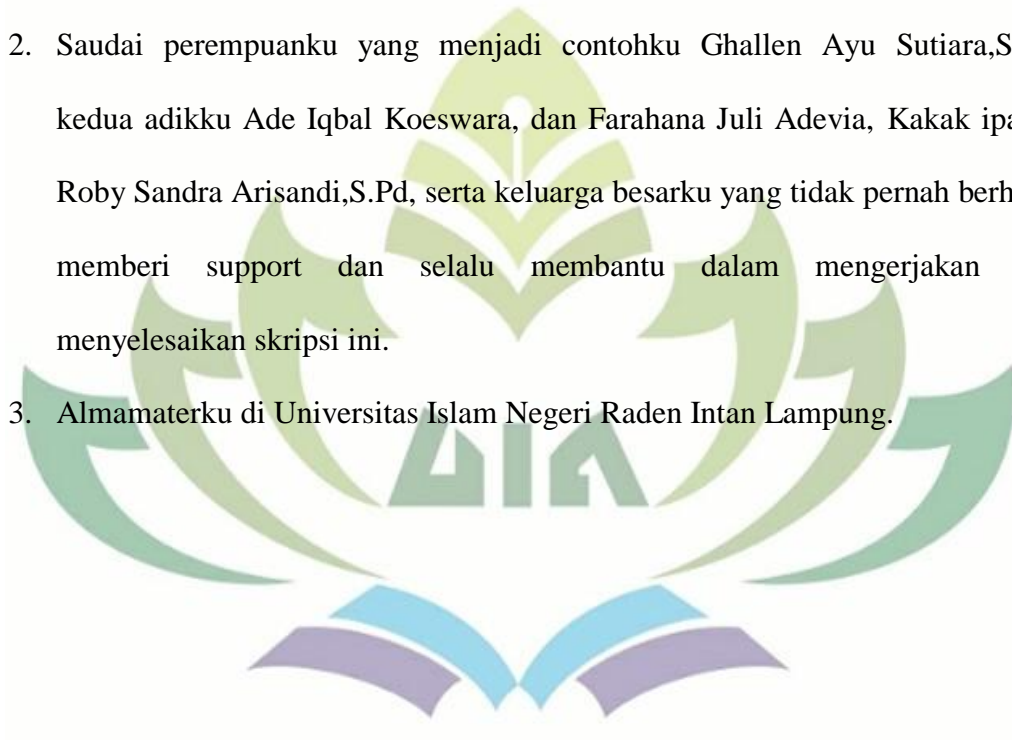 2. Saudai perempuanku yang menjadi contohku Ghallen Ayu Sutiara,S
kedua adikku Ade Iqbal Koeswara, dan Farahana Juli Adevia, Kakak
Roby Sandra Arisandi,S.Pd, serta keluarga besarku yang tidak pernah
memberi support dan selalu membantu dalam mengerjakan
menyelesaikan skripsi ini.
3. Almamaterku di Universitas Islam Negeri Raden Intan Lampung.